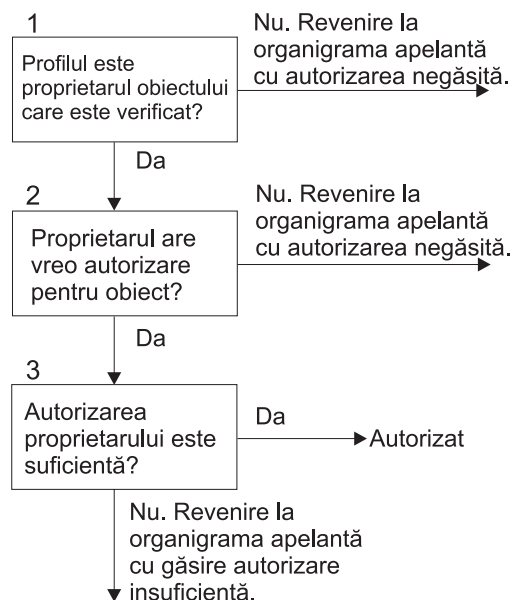 1
Profilul este
proprietarul obiectului
care este verificat?
Nu. Revenire la
organigrama apelantă
cu autorizarea negăsită.
Da
2
Proprietarul are
vreo autorizare
pentru obiect?
Nu. Revenire la
organigrama apelantă
cu autorizarea negăsită.
Da
3
Autorizarea
proprietarului este
suficientă?
Da
Autorizat
Nu. Revenire la
organigrama apelantă
cu găsire autorizare
insuficientă.